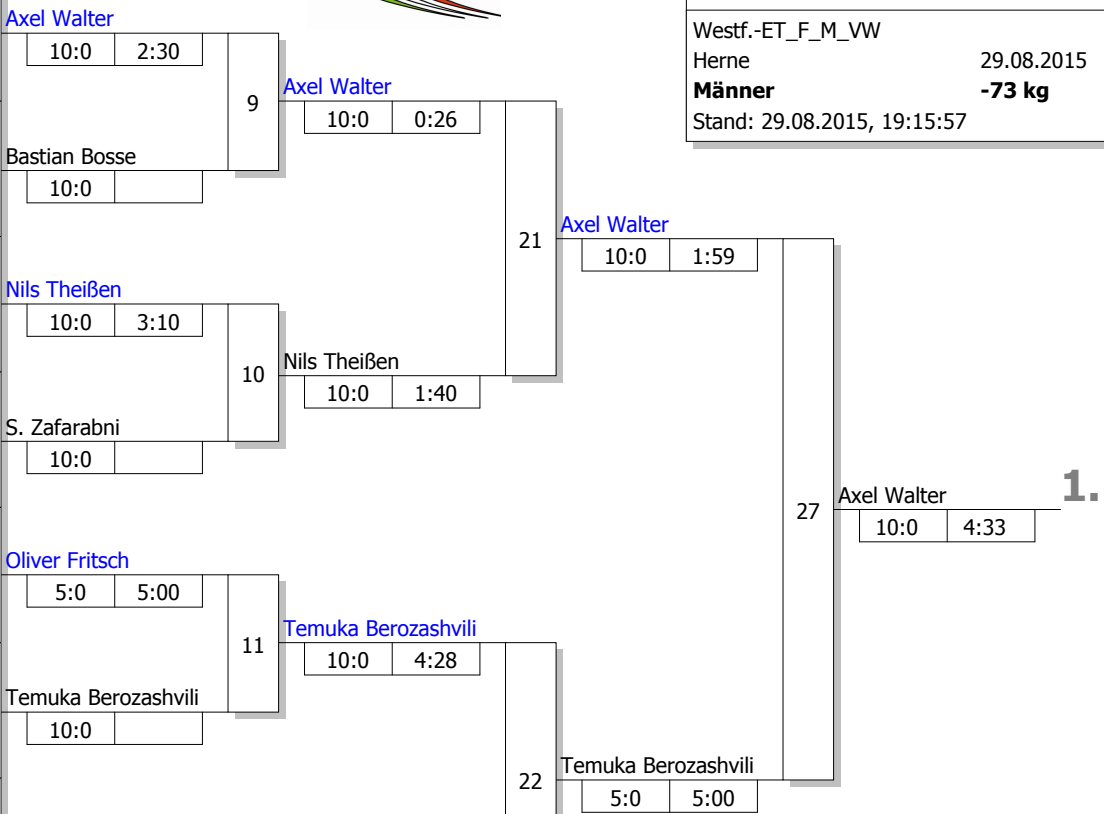 Westf.-ET_F_M_VW
Herne 29.08.2015
Männer -73 kg
Stand: 29.08.2015, 19:15:57
Axel Walter
10:0 2:30
9
Bastian Bosse
10:0
Axel Walter
10:0 0:26
Nils Theißen
10:0 3:10
10
S. Zafarabni
10:0
Nils Theißen
10:0 1:40
21
Axel Walter
10:0 1:59
Oliver Fritsch
5:0 5:00
11
Temuka Berozashvili
10:0
Temuka Berozashvili
10:0 4:28
22
Temuka Berozashvili
5:0 5:00
27
Axel Walter
10:0 4:33
1.